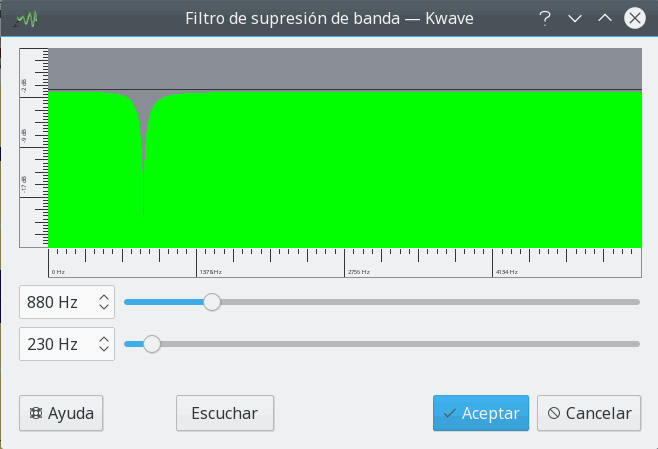 Filtro de supresión de banda — Kwave
-2 dB
-9 dB
-17 dB
0 Hz
1378Hz
2756 Hz
4134 Hz
880 Hz
230 Hz
Ayuda
Escuchar
Aceptar
Cancelar